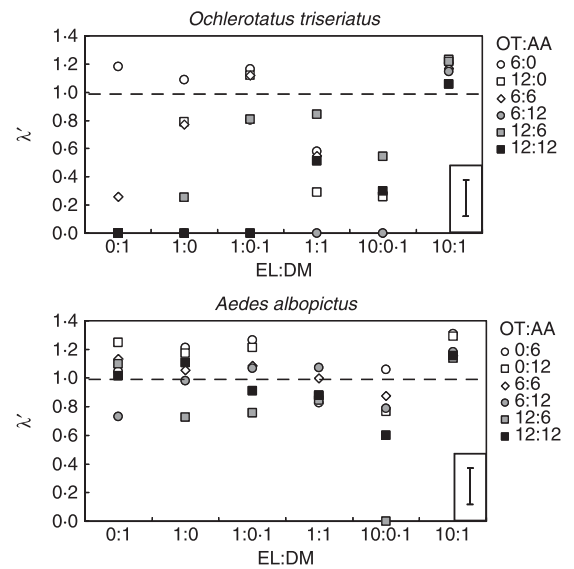 Ochlerotatus triseriatus
1·4
1·2
1·0
0·8
0·6
0·4
0·2
0·0
λ′
0:1 1:0 1:0·1 1:1 10:0·1 10:1
EL:DM
OT:AA
6:0
12:0
6:6
6:12
12:6
12:12
Aedes albopictus
1·4
1·2
1·0
0·8
0·6
0·4
0·2
0·0
λ′
0:1 1:0 1:0·1 1:1 10:0·1 10:1
EL:DM
OT:AA
0:6
0:12
6:6
6:12
12:6
12:12